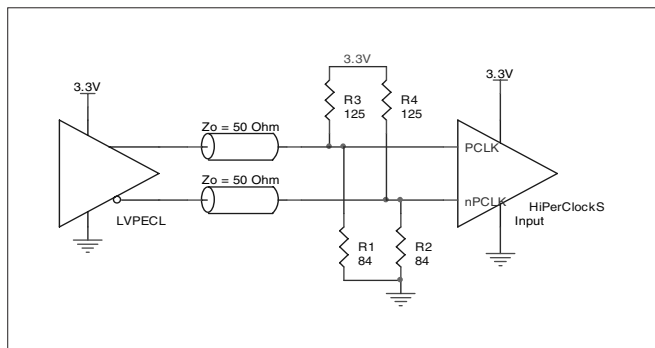 3.3V
3.3V
3.3V
R3
125
R4
125
Zo = 50 Ohm
PCLK
Zo = 50 Ohm
nPCLK
HiPerClockS
Input
LVPECL
R1
84
R2
84